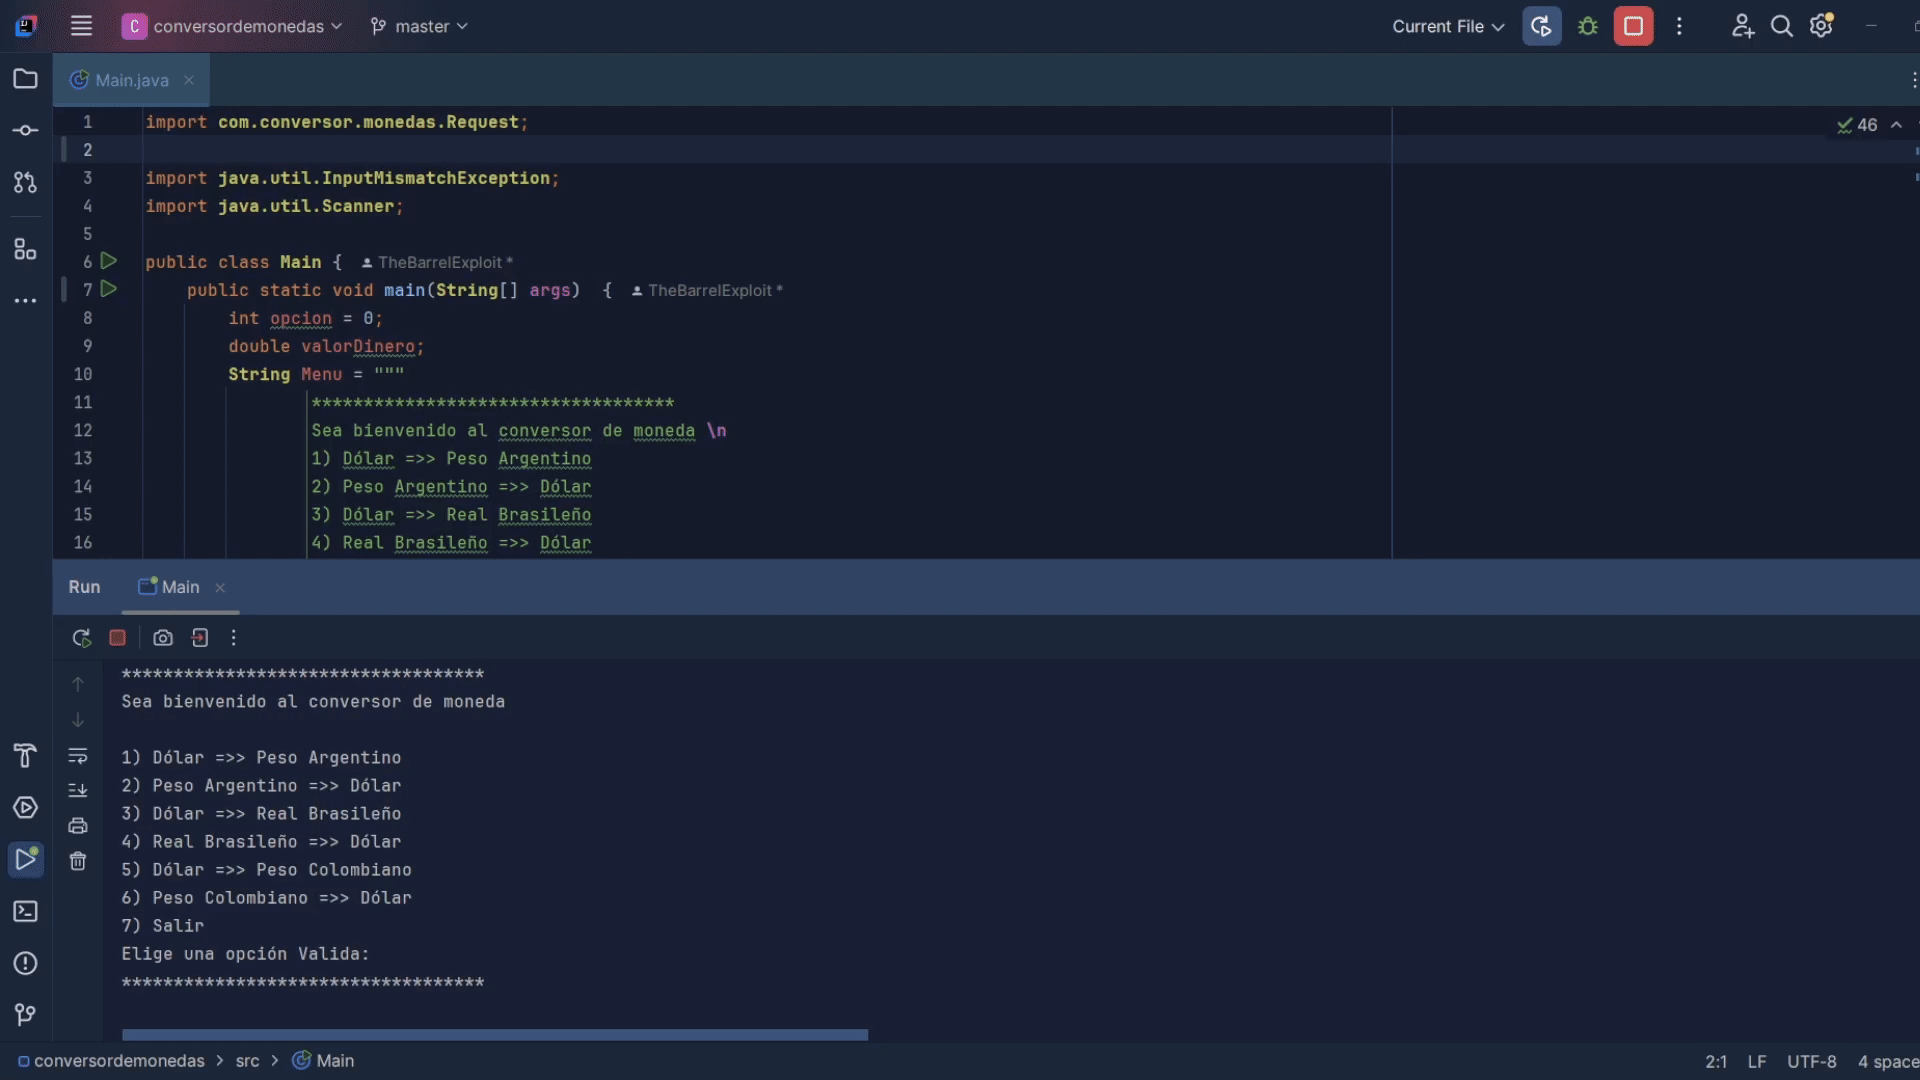 C conversordemonedas master Current File
Main.java
1 import com.conversor.monedas.Request;
46
2
3 import java.util.InputMismatchException;
4 import java.util.Scanner;
5
6 public class Main { TheBarrelExploit *
7 public static void main(String[] args) { TheBarrelExploit *
8 int opcion = 0;
9 double valorDinero;
10 String Menu = """
11 ***********************************
12 Sea bienvenido al conversor de moneda \n
13 1) Dólar =>> Peso Argentino
14 2) Peso Argentino =>> Dólar
15 3) Dólar =>> Real Brasileño
16 4) Real Brasileño =>> Dólar
Run Main
***********************************
Sea bienvenido al conversor de moneda
1) Dólar =>> Peso Argentino
2) Peso Argentino =>> Dólar
3) Dólar =>> Real Brasileño
4) Real Brasileño =>> Dólar
5) Dólar =>> Peso Colombiano
6) Peso Colombiano =>> Dólar
7) Salir
Elige una opción Valida:
***********************************
conversordemonedas > src > Main 2:1 LF UTF-8 4 space